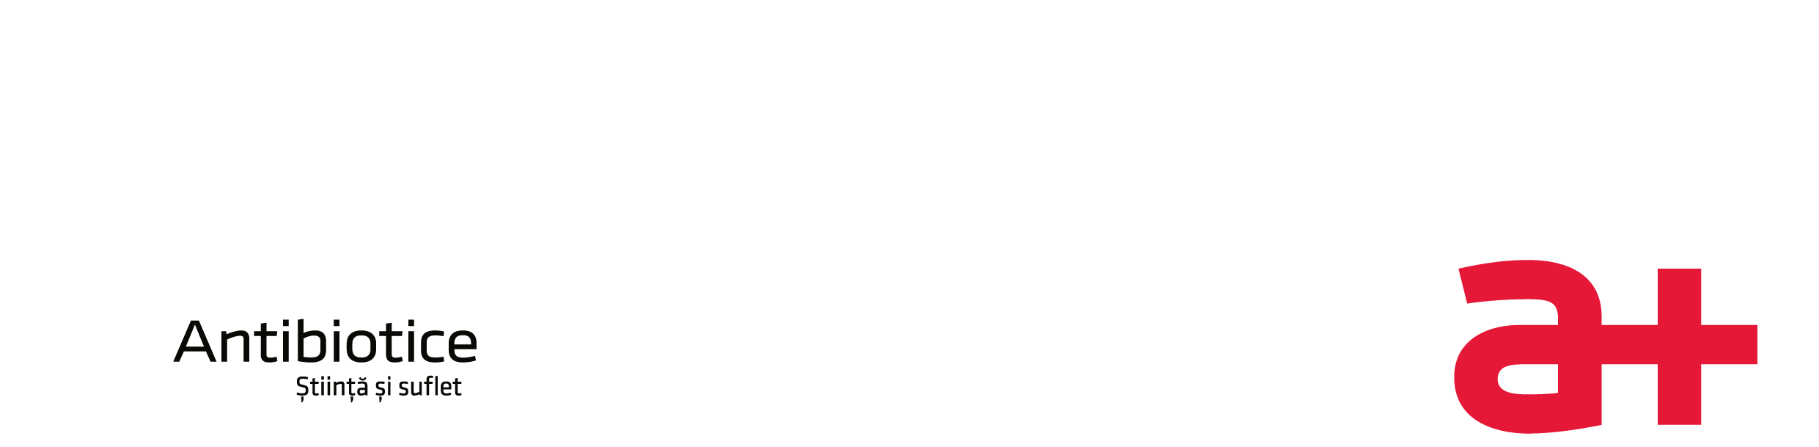 Antibiotice
Știință și suflet
a+